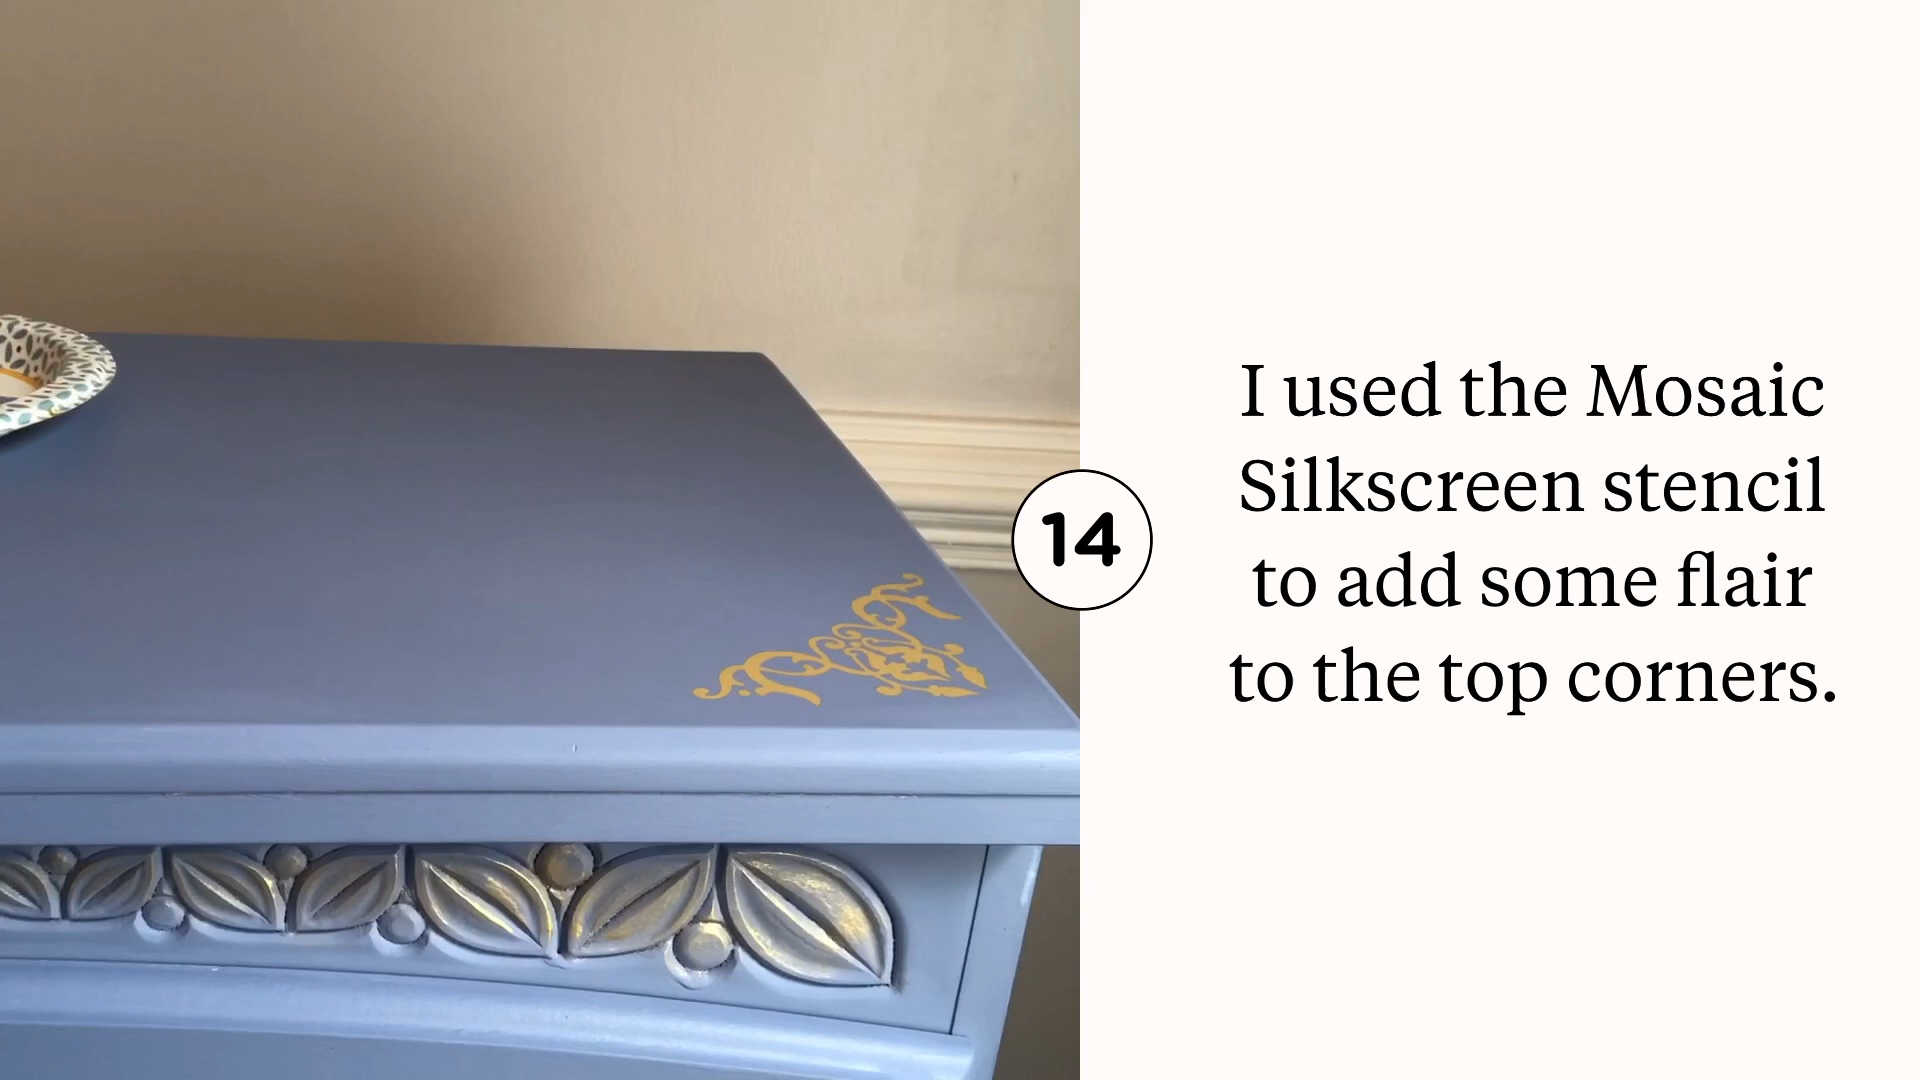 14
I used the Mosaic
Silkscreen stencil
to add some flair
to the top corners.